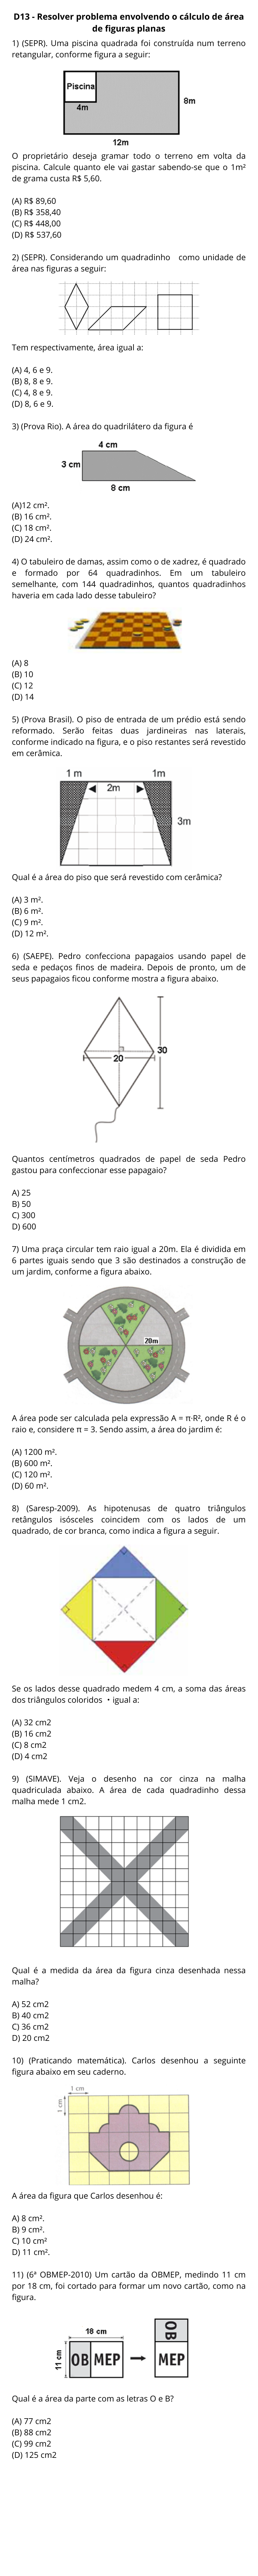 D13 - Resolver problema envolvendo o cálculo de área
de figuras planas
1) (SEPR). Uma piscina quadrada foi construída num terreno
retangular, conforme figura a seguir:
Piscina
4m
8m
12m
O proprietário deseja gramar todo o terreno em volta da
piscina. Calcule quanto ele vai gastar sabendo-se que o 1m²
de grama custa R$ 5,60.
(A) R$ 89,60
(B) R$ 358,40
(C) R$ 448,00
(D) R$ 537,60
2) (SEPR). Considerando um quadradinho como unidade de
área nas figuras a seguir:
Tem respectivamente, área igual a:
(A) 4, 6 e 9.
(B) 8, 8 e 9.
(C) 4, 8 e 9.
(D) 8, 6 e 9.
3) (Prova Rio). A área do quadrilátero da figura é
4 cm
3 cm
8 cm
(A)12 cm².
(B) 16 cm².
(C) 18 cm².
(D) 24 cm².
4) O tabuleiro de damas, assim como o de xadrez, é quadrado
e formado por 64 quadradinhos. Em um tabuleiro
semelhante, com 144 quadradinhos, quantos quadradinhos
haveria em cada lado desse tabuleiro?
(A) 8
(B) 10
(C) 12
(D) 14
5) (Prova Brasil). O piso de entrada de um prédio está sendo
reformado. Serão feitas duas jardineiras nas laterais,
conforme indicado na figura, e o piso restantes será revestido
em cerâmica.
1 m 1m
2m
3m
Qual é a área do piso que será revestido com cerâmica?
(A) 3 m².
(B) 6 m².
(C) 9 m².
(D) 12 m².
6) (SAEPE). Pedro confecciona papagaios usando papel de
seda e pedaços finos de madeira. Depois de pronto, um de
seus papagaios ficou conforme mostra a figura abaixo.
30
20
Quantos centímetros quadrados de papel de seda Pedro
gastou para confeccionar esse papagaio?
A) 25
B) 50
C) 300
D) 600
7) Uma praça circular tem raio igual a 20m. Ela é dividida em
6 partes iguais sendo que 3 são destinados a construção de
um jardim, conforme a figura abaixo.
20m
A área pode ser calculada pela expressão A = π·R², onde R é o
raio e, considere π = 3. Sendo assim, a área do jardim é:
(A) 1200 m².
(B) 600 m².
(C) 120 m².
(D) 60 m².
8) (Saresp-2009). As hipotenusas de quatro triângulos
retângulos isósceles coincidem com os lados de um
quadrado, de cor branca, como indica a figura a seguir.
Se os lados desse quadrado medem 4 cm, a soma das áreas
dos triângulos coloridos • igual a:
(A) 32 cm2
(B) 16 cm2
(C) 8 cm2
(D) 4 cm2
9) (SIMAVE). Veja o desenho na cor cinza na malha
quadriculada abaixo. A área de cada quadradinho dessa
malha mede 1 cm2.
Qual é a medida da área da figura cinza desenhada nessa
malha?
A) 52 cm2
B) 40 cm2
C) 36 cm2
D) 20 cm2
10) (Praticando matemática). Carlos desenhou a seguinte
figura abaixo em seu caderno.
1 cm
1 cm
A área da figura que Carlos desenhou é:
A) 8 cm².
B) 9 cm².
C) 10 cm²
D) 11 cm².
11) (6ª OBMEP-2010) Um cartão da OBMEP, medindo 11 cm
por 18 cm, foi cortado para formar um novo cartão, como na
figura.
18 cm
11 cm
OB MEP
OB
MEP
Qual é a área da parte com as letras O e B?
(A) 77 cm2
(B) 88 cm2
(C) 99 cm2
(D) 125 cm2